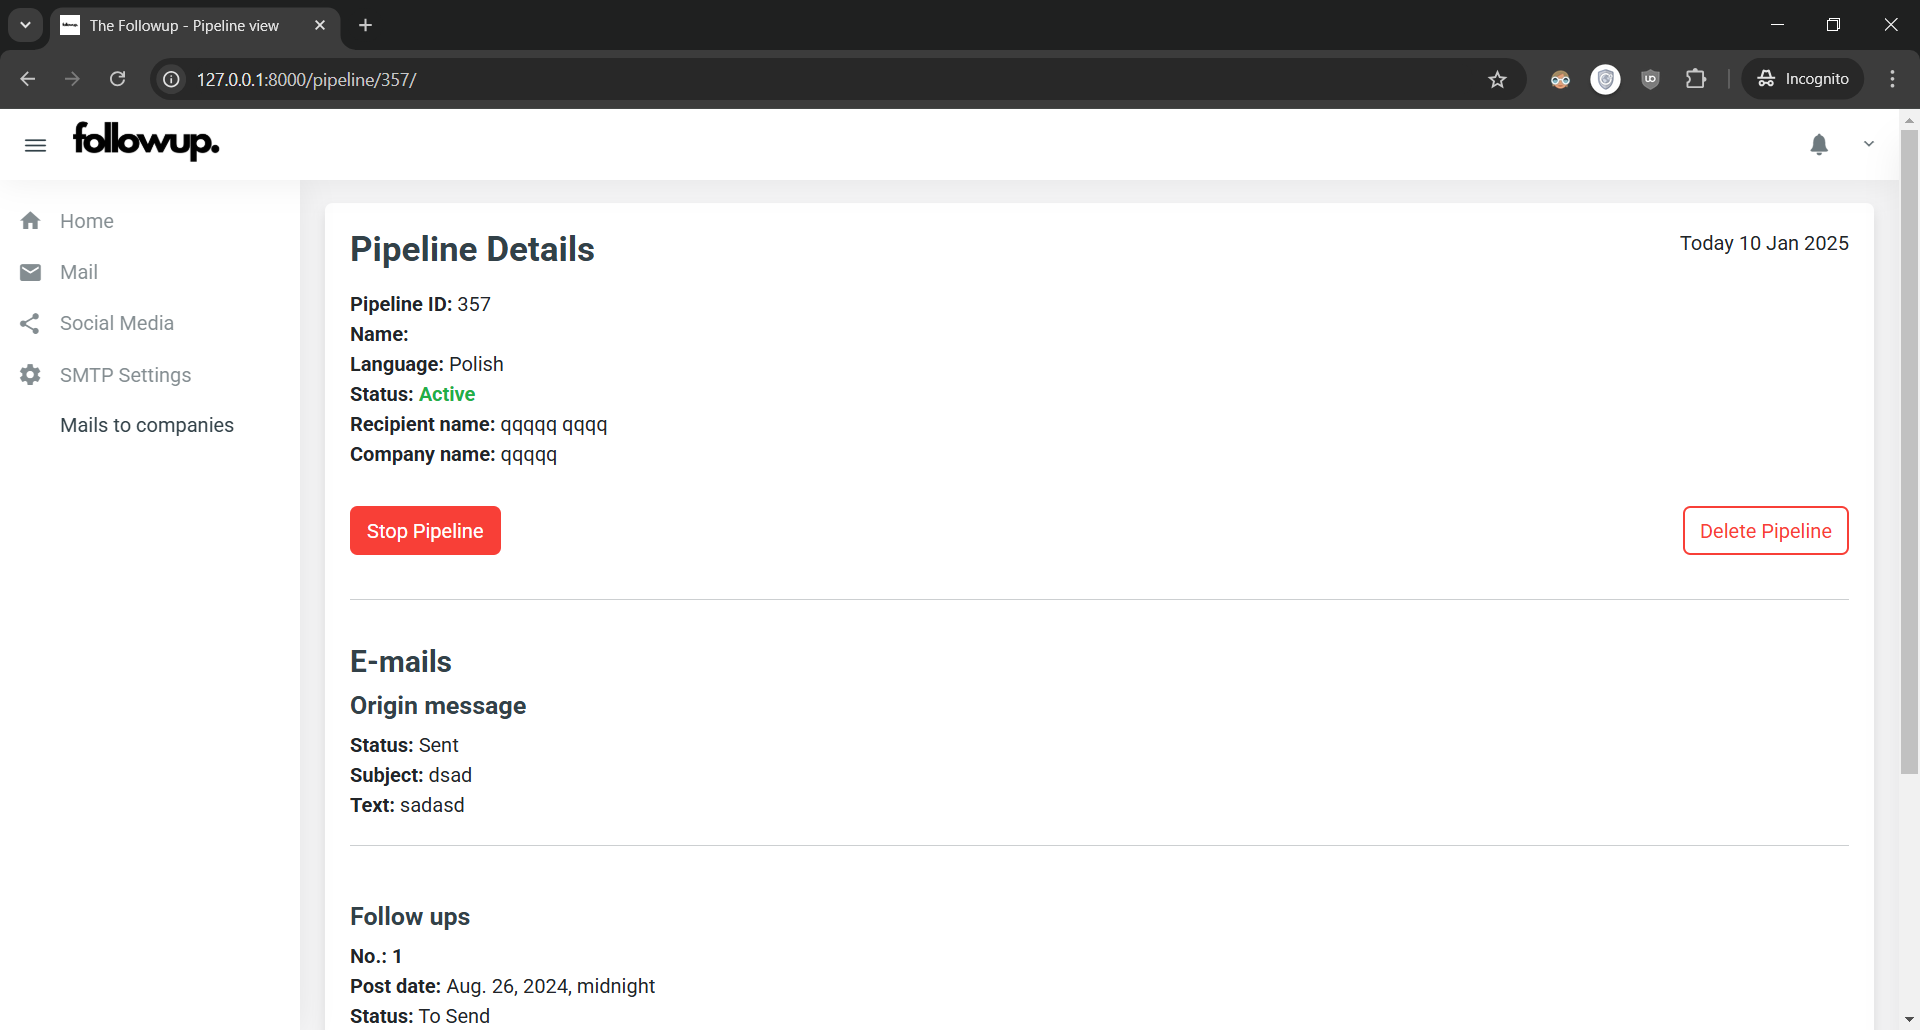 The Followup - Pipeline view
127.0.0.1:8000/pipeline/357/
Incognito
followup.
Home
Mail
Social Media
SMTP Settings
Mails to companies
Pipeline Details
Today 10 Jan 2025
Pipeline ID: 357
Name:
Language: Polish
Status: Active
Recipient name: qqqqq qqqq
Company name: qqqqq
Stop Pipeline
Delete Pipeline
E-mails
Origin message
Status: Sent
Subject: dsad
Text: sadasd
Follow ups
No.: 1
Post date: Aug. 26, 2024, midnight
Status: To Send